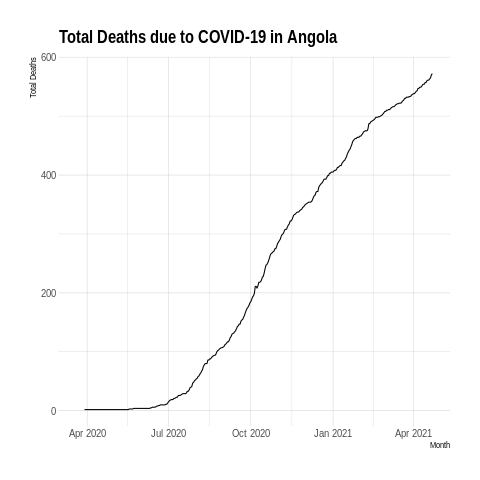 Total Deaths due to COVID-19 in Angola
Total Deaths
600
400
200
0
Apr 2020 Jul 2020 Oct 2020 Jan 2021 Apr 2021
Month